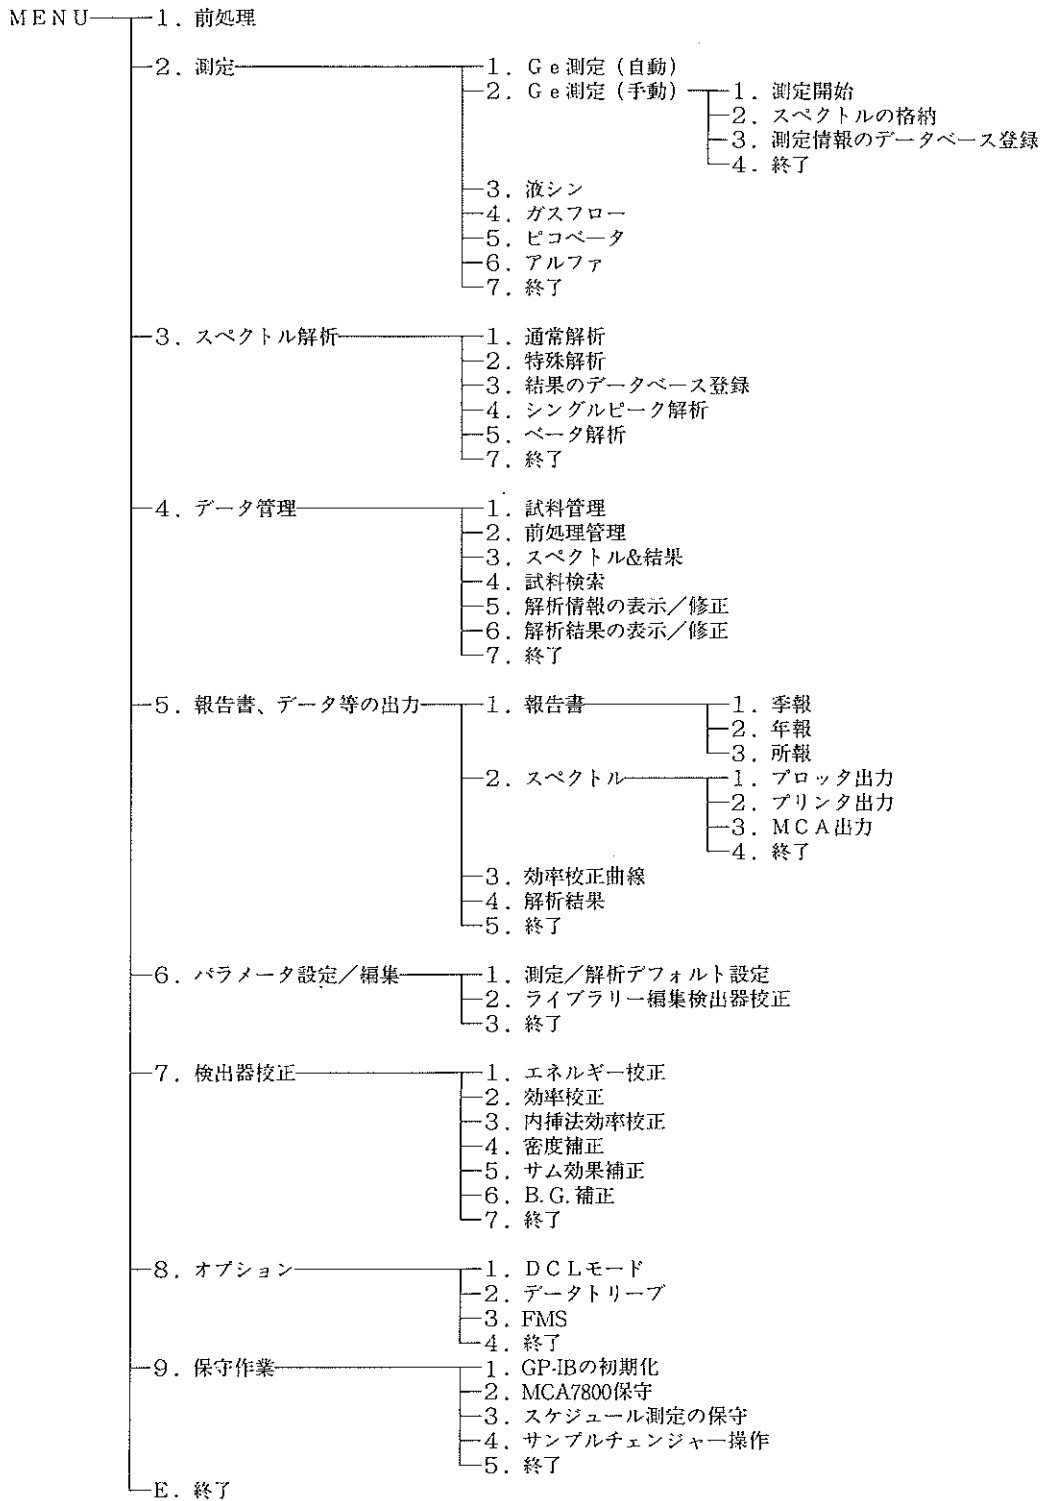 MENU 1. 前処理
2. 測定 1. Ge測定（自動）
2. Ge測定（手動） 1. 測定開始
2. スペクトルの格納
3. 測定情報のデータベース登録
4. 終了
3. 液シン
4. ガスフロー
5. ピコベータ
6. アルファ
7. 終了
3. スペクトル解析 1. 通常解析
2. 特殊解析
3. 結果のデータベース登録
4. シングルピーク解析
5. ベータ解析
7. 終了
4. データ管理 1. 試料管理
2. 前処理管理
3. スペクトル&結果
4. 試料検索
5. 解析情報の表示／修正
6. 解析結果の表示／修正
7. 終了
5. 報告書、データ等の出力 1. 報告書 1. 季報
2. 年報
3. 所報
2. スペクトル 1. プロッタ出力
2. プリンタ出力
3. MCA出力
4. 終了
3. 効率校正曲線
4. 解析結果
5. 終了
6. パラメータ設定／編集 1. 測定／解析デフォルト設定
2. ライブラリー編集検出器校正
3. 終了
7. 検出器校正 1. エネルギー校正
2. 効率校正
3. 内挿法効率校正
4. 密度補正
5. サム効果補正
6. B.G.補正
7. 終了
8. オプション 1. DCLモード
2. データトリーブ
3. FMS
4. 終了
9. 保守作業 1. GP-IBの初期化
2. MCA7800保守
3. スケジュール測定の保守
4. サンプルチェンジャー操作
5. 終了
E. 終了